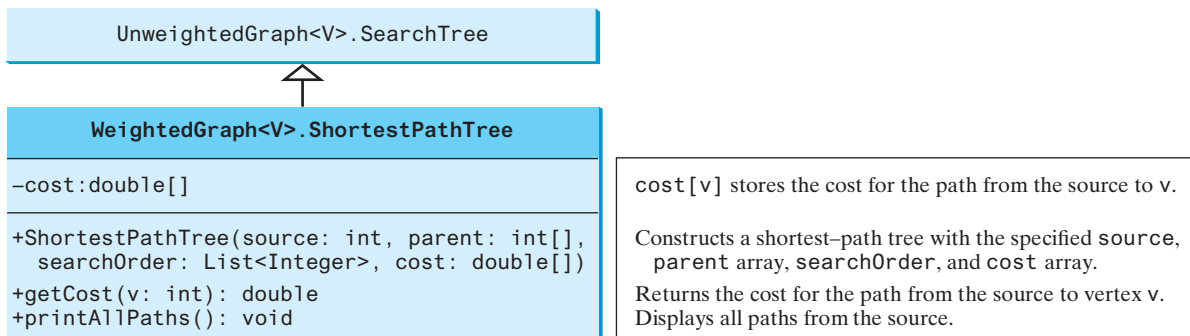 UnweightedGraph<V>.SearchTree
WeightedGraph<V>.ShortestPathTree
–cost:double[]
cost[v] stores the cost for the path from the source to v.
+ShortestPathTree(source: int, parent: int[],
searchOrder: List<Integer>, cost: double[])
Constructs a shortest–path tree with the specified source,
parent array, searchOrder, and cost array.
+getCost(v: int): double
Returns the cost for the path from the source to vertex v.
+printAllPaths(): void
Displays all paths from the source.